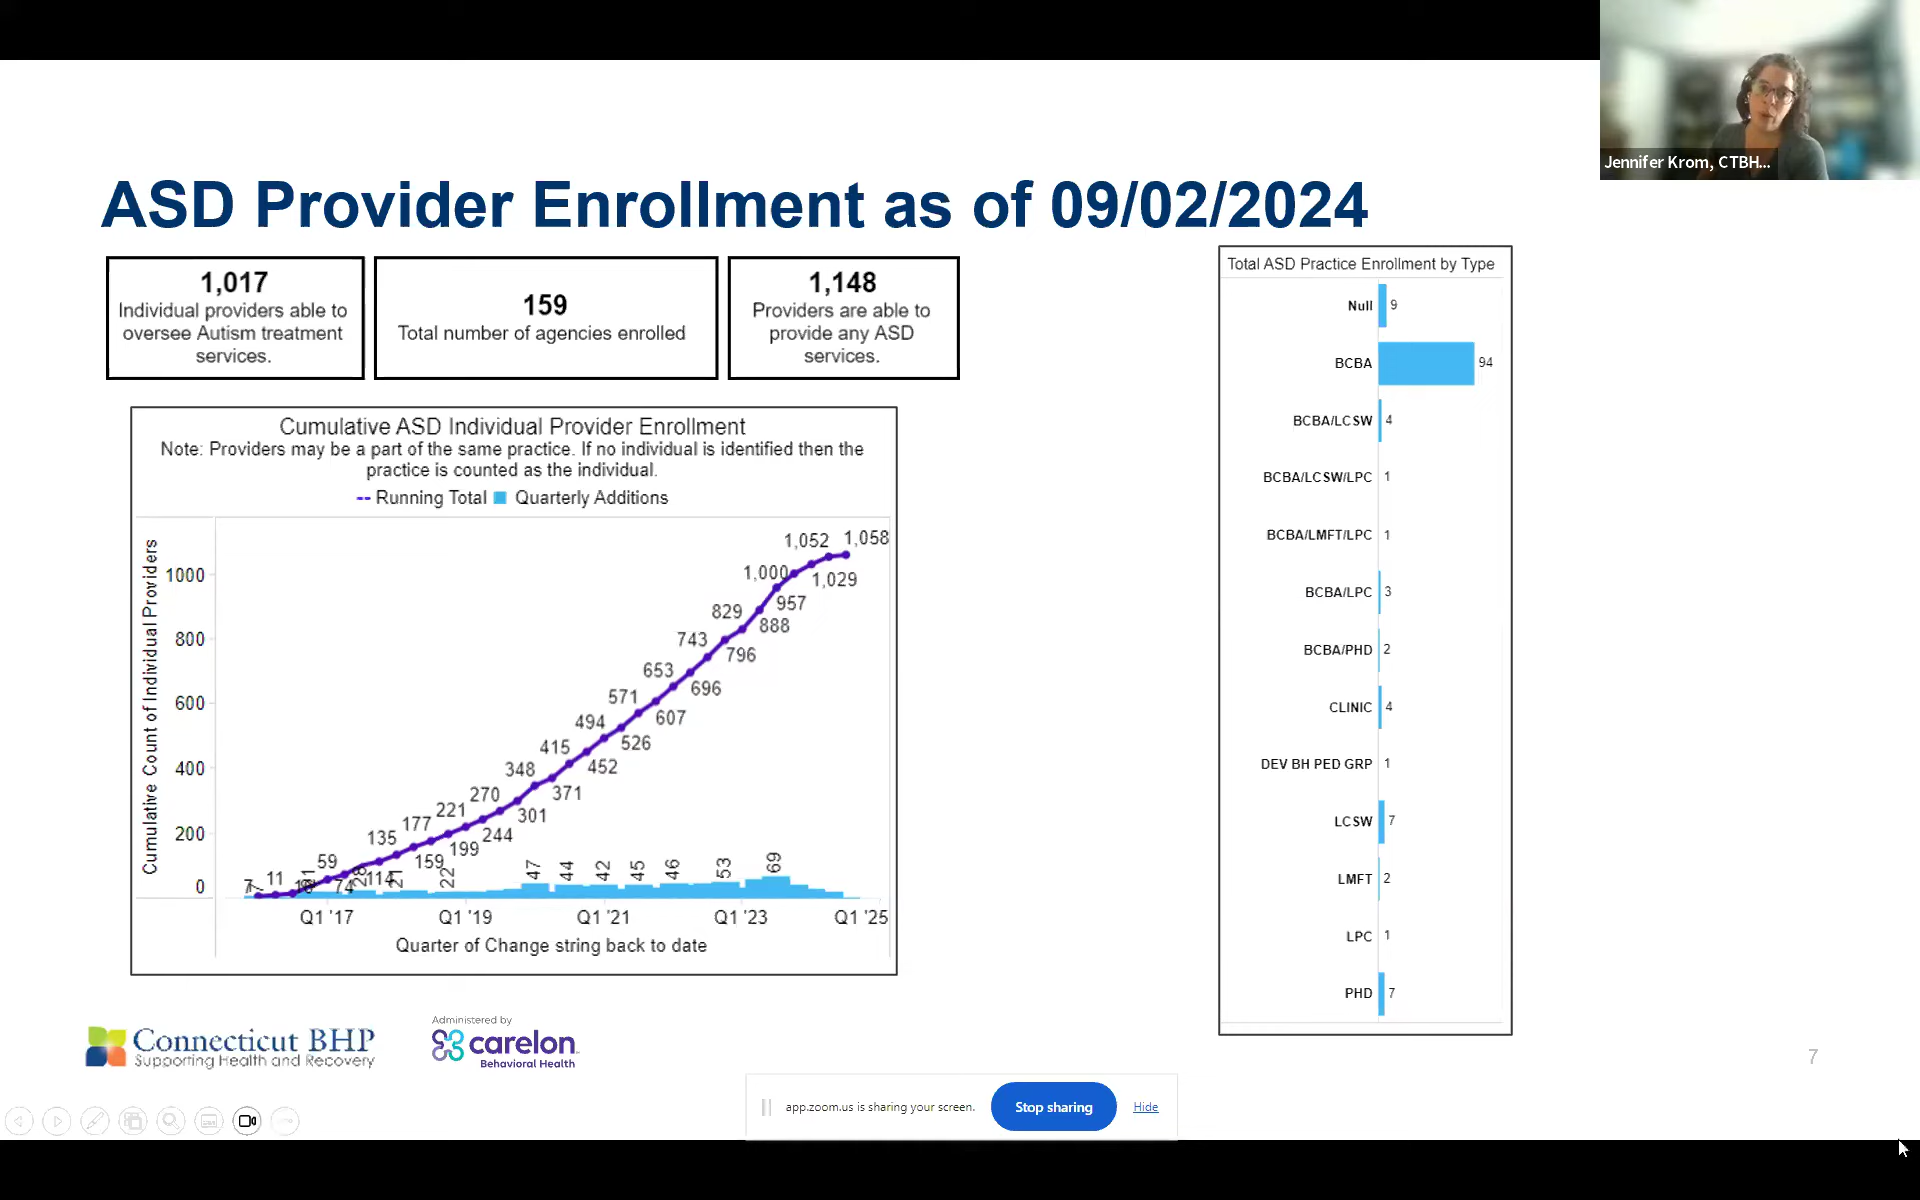 Jennifer Krom, CTBH...
ASD Provider Enrollment as of 09/02/2024
1,017
Individual providers able to
oversee Autism treatment
services.
159
Total number of agencies enrolled
1,148
Providers are able to
provide any ASD
services.
Cumulative ASD Individual Provider Enrollment
Note: Providers may be a part of the same practice. If no individual is identified then the
practice is counted as the individual.
Running Total
Quarterly Additions
Cumulative Count of Individual Providers
1000
800
600
400
200
0
7
11
59
74
114
135
159
177
199
221
244
270
301
348
371
415
452
494
526
571
607
653
696
743
796
829
888
957
1,000
1,029
1,052
1,058
21
22
47
44
42
45
46
53
69
Q1 '17
Q1 '19
Q1 '21
Q1 '23
Q1 '25
Quarter of Change string back to date
Total ASD Practice Enrollment by Type
Null 9
BCBA 94
BCBA/LCSW 4
BCBA/LCSW/LPC 1
BCBA/LMFT/LPC 1
BCBA/LPC 3
BCBA/PHD 2
CLINIC 4
DEV BH PED GRP 1
LCSW 7
LMFT 2
LPC 1
PHD 7
Connecticut BHP
Supporting Health and Recovery
Administered by
carelon
Behavioral Health
7
app.zoom.us is sharing your screen.
Stop sharing
Hide